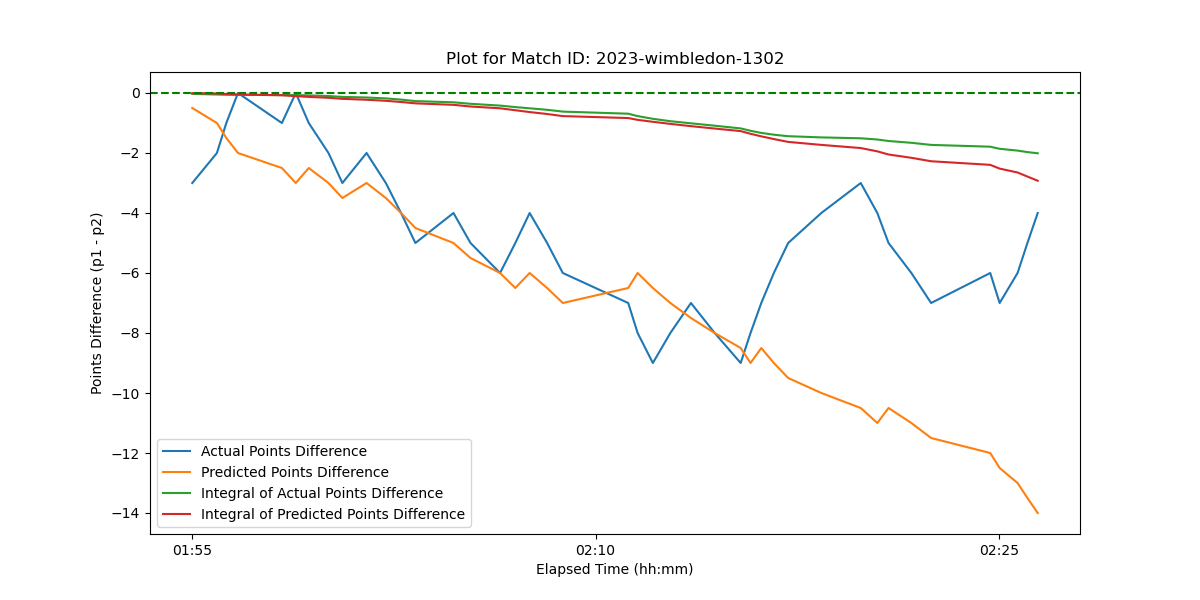 Plot for Match ID: 2023-wimbledon-1302
Points Difference (p1 - p2)
0
−2
−4
−6
−8
−10
−12
−14
Actual Points Difference
Predicted Points Difference
Integral of Actual Points Difference
Integral of Predicted Points Difference
01:55 02:10 02:25
Elapsed Time (hh:mm)